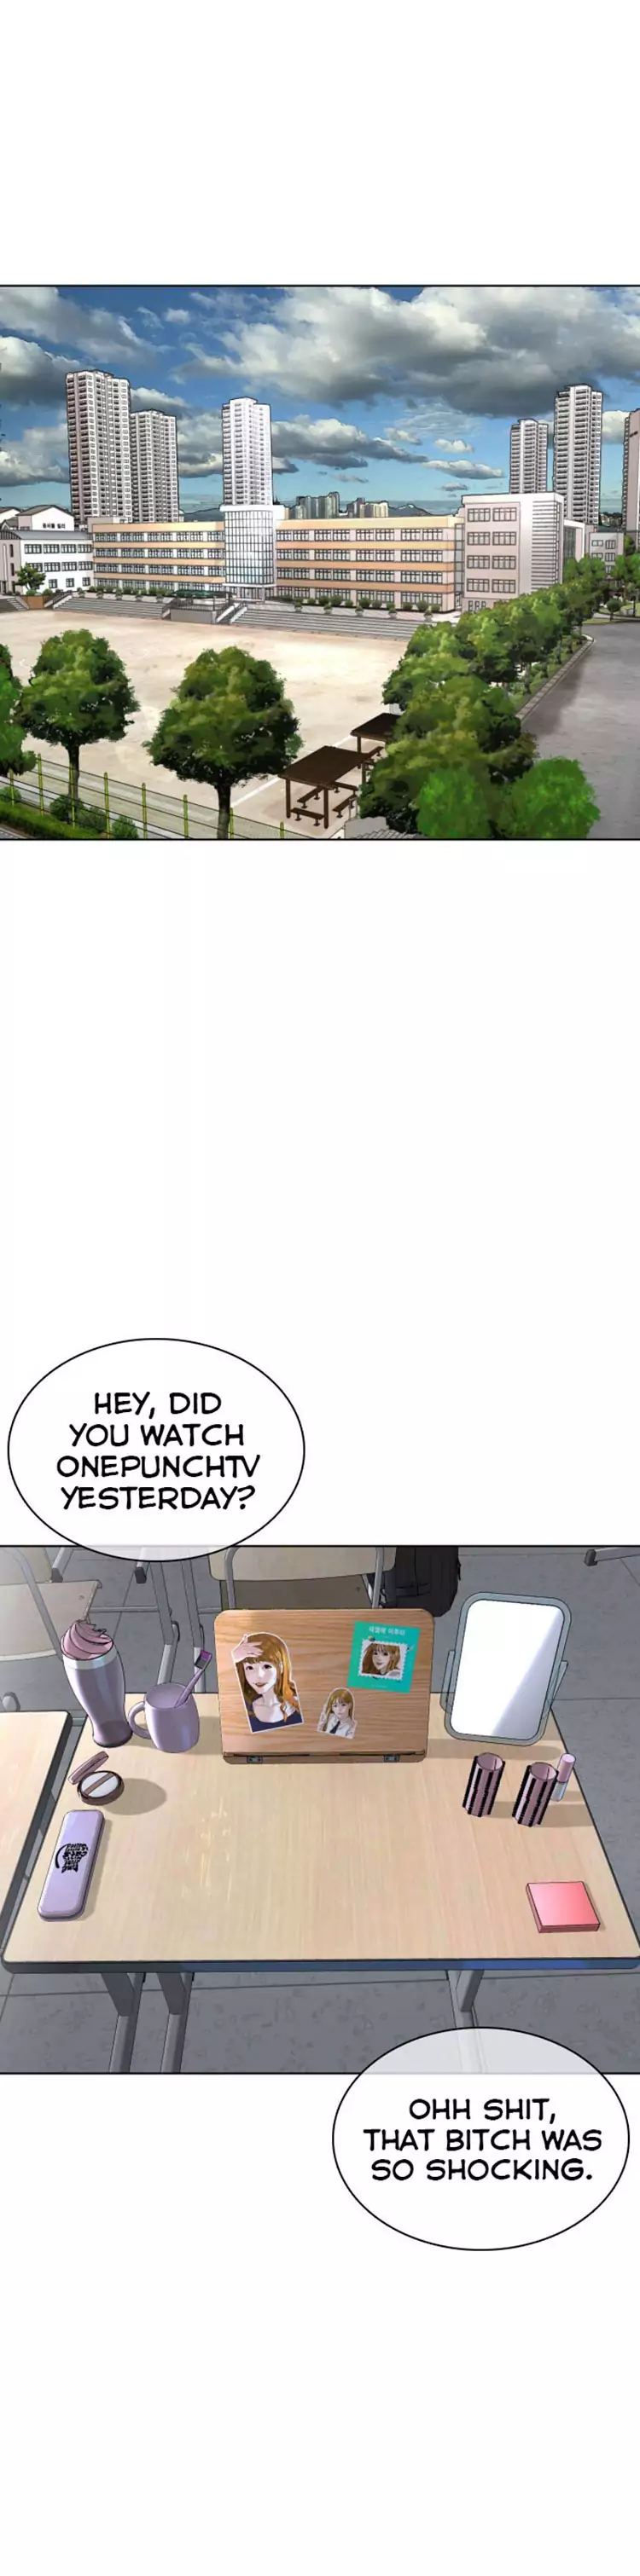 HEY, DID
YOU WATCH
ONEPUNCHTV
YESTERDAY?
OHH SHIT,
THAT BITCH WAS
SO SHOCKING.